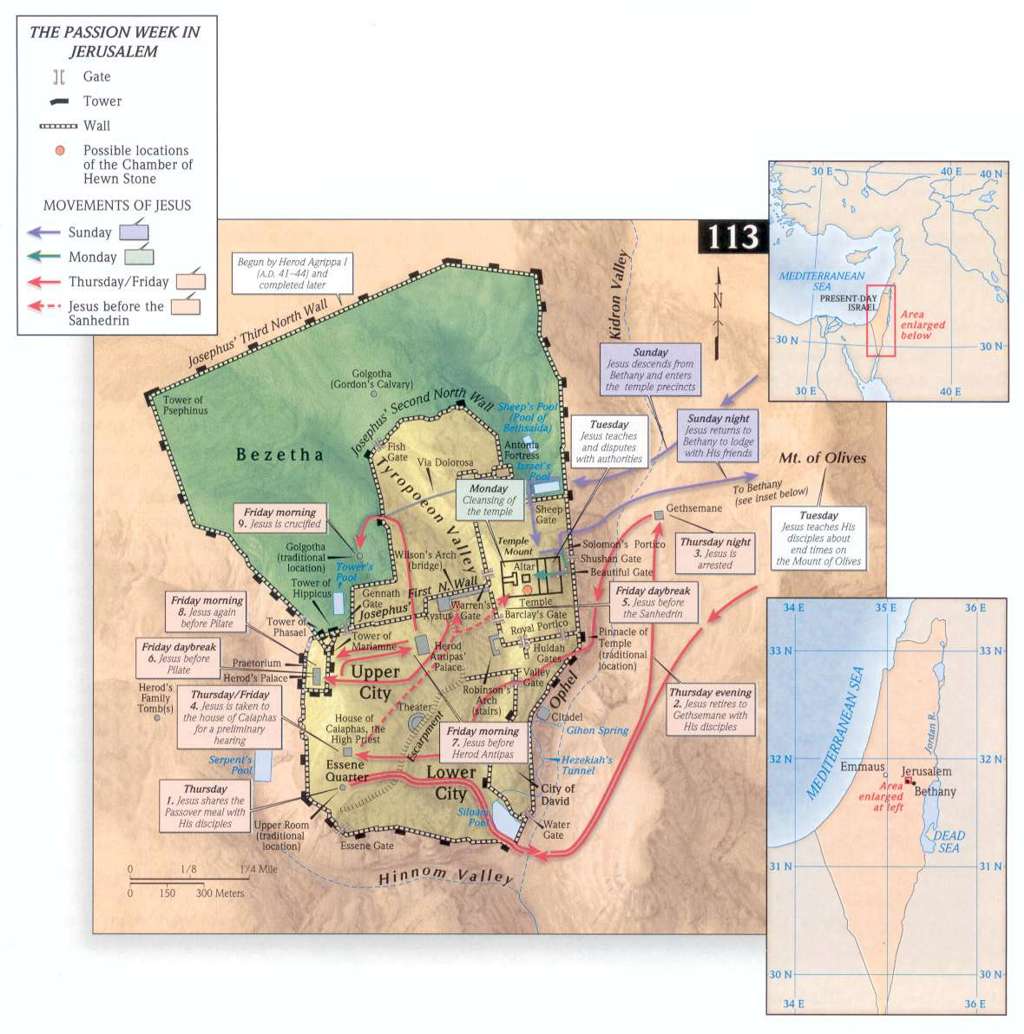 THE PASSION WEEK IN
JERUSALEM
Gate
Tower
Wall
Possible locations
of the Chamber of
Hewn Stone
MOVEMENTS OF JESUS
Sunday
Monday
Thursday/Friday
Jesus before the
Sanhedrin
113
Begun by Herod Agrippa I
(A.D. 41–44) and
completed later
Josephus' Third North Wall
Kidron Valley
N
Tower of
Psephinus
Golgotha
(Gordon's Calvary)
Josephus' Second North Wall
Sheep's Pool
(Pool of
Bethsaida)
Sunday
Jesus descends from
Bethany and enters
the temple precincts
Sunday night
Jesus returns to
Bethany to lodge
with His friends
Tuesday
Jesus teaches
and disputes
with authorities
Bezetha
Fish
Gate
Via Dolorosa
Antonia
Fortress
Israel's
Pool
Mt. of Olives
To Bethany
(see inset below)
Tyropoeon Valley
Monday
Cleansing of
the temple
Sheep
Gate
Gethsemane
Tuesday
Jesus teaches His
disciples about
end times on
the Mount of Olives
Friday morning
9. Jesus is crucified
Thursday night
3. Jesus is
arrested
Golgotha
(traditional
location)
Tower's
Pool
Wilson's Arch
(bridge)
Temple
Mount
Altar
Solomon's Portico
Shushan Gate
Beautiful Gate
Tower of
Hippicus
Gennath
Gate
Josephus' First N. Wall
Xystus
Warren's
Gate
Temple
Barclay's Gate
Royal Portico
Friday daybreak
5. Jesus before
the Sanhedrin
Friday morning
8. Jesus again
before Pilate
Tower of
Phasael
Tower of
Mariamne
Herod
Antipas'
Palace
Huldah
Gates
Pinnacle of
Temple
(traditional
location)
Friday daybreak
6. Jesus before
Pilate
Praetorium
Herod's Palace
Upper
City
Valley
Gate
Robinson's
Arch
(stairs)
Ophel
Thursday evening
2. Jesus retires to
Gethsemane with
His disciples
Herod's
Family
Tomb(s)
Thursday/Friday
4. Jesus is taken to
the house of Caiaphas
for a preliminary
hearing
Theater
House of
Caiaphas, the
High Priest
Escarpment
Friday morning
7. Jesus before
Herod Antipas
Citadel
Gihon Spring
Serpent's
Pool
Essene
Quarter
Hezekiah's
Tunnel
Lower
City
City of
David
Thursday
1. Jesus shares the
Passover meal with
His disciples
Siloam
Pool
Upper Room
(traditional
location)
Essene Gate
Water
Gate
Hinnom Valley
0 1/8 1/4 Mile
0 150 300 Meters
30 E 40 E 40 N
MEDITERRANEAN
SEA
PRESENT-DAY
ISRAEL
Area
enlarged
below
30 N 30 N
30 E 40 E
34 E 35 E 36 E
33 N 33 N
MEDITERRANEAN SEA
Jordan R.
32 N 32 N
Emmaus
Jerusalem
Bethany
Area
enlarged
at left
DEAD
SEA
31 N 31 N
30 N 30 N
34 E 36 E